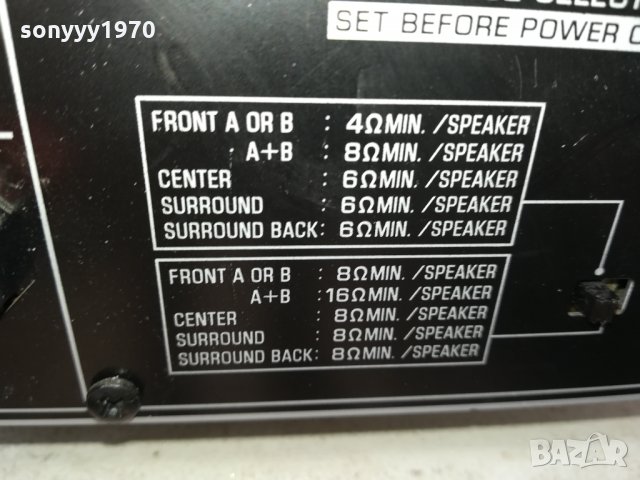 sonyyy1970
SET BEFORE POWER
FRONT A OR B : 4ΩMIN. /SPEAKER
A+B : 8ΩMIN. /SPEAKER
CENTER : 6ΩMIN. /SPEAKER
SURROUND : 6ΩMIN. /SPEAKER
SURROUND BACK: 6ΩMIN. /SPEAKER
FRONT A OR B : 8ΩMIN. /SPEAKER
A+B :16ΩMIN. /SPEAKER
CENTER : 8ΩMIN. /SPEAKER
SURROUND : 8ΩMIN. /SPEAKER
SURROUND BACK: 8ΩMIN. /SPEAKER
BAZAR